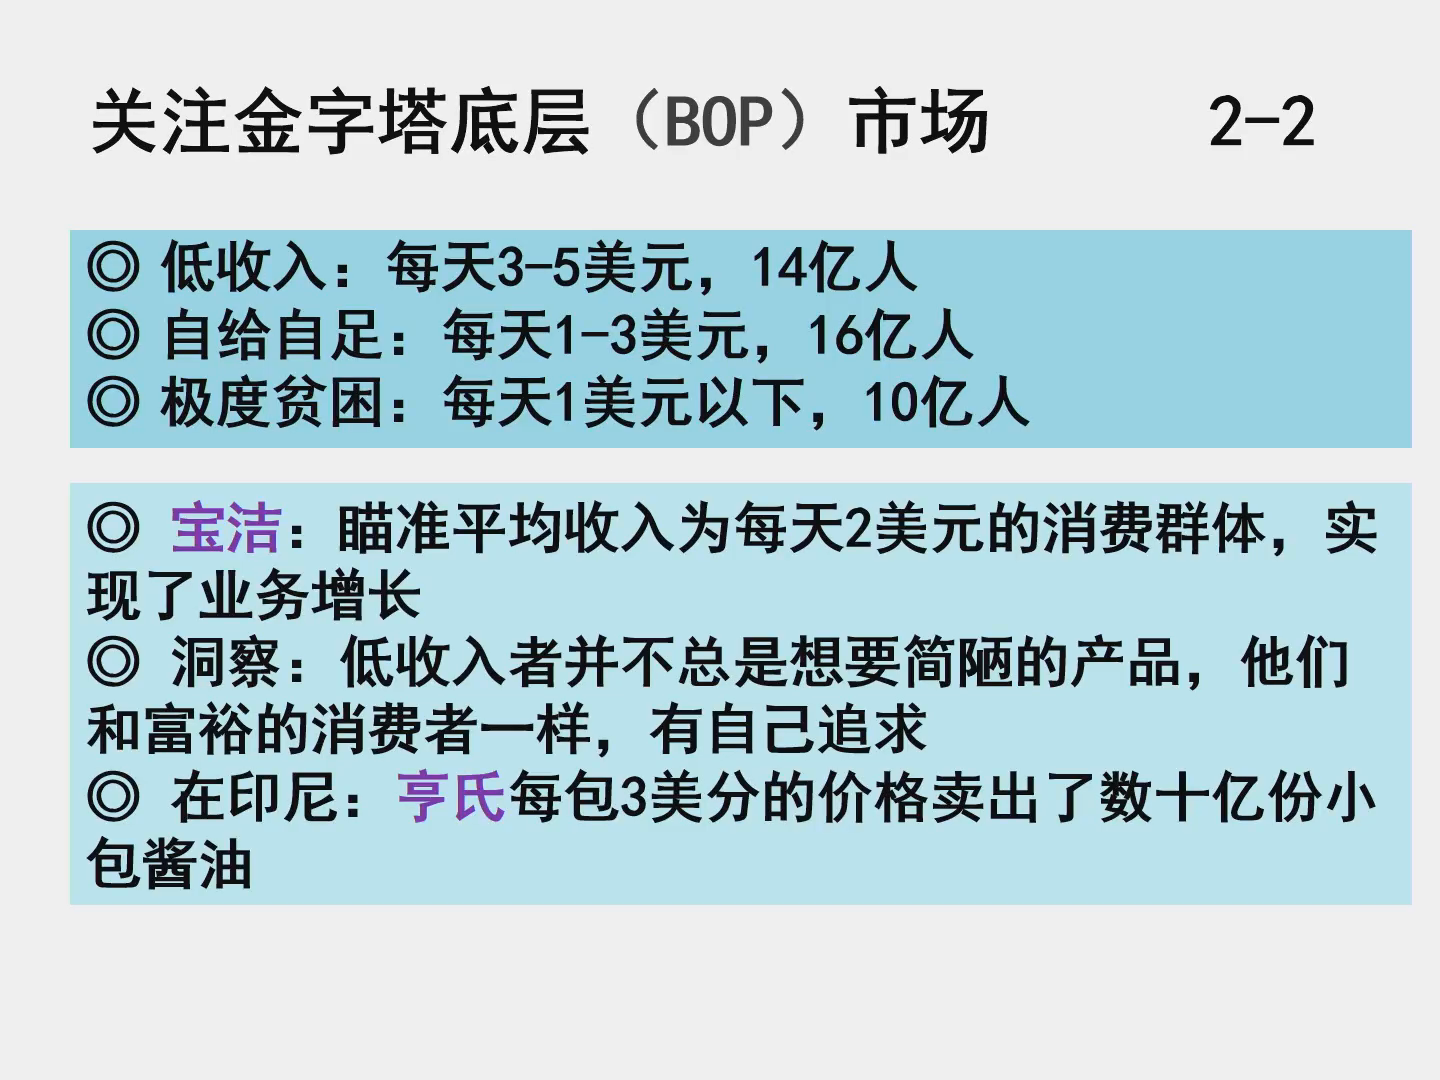 关注金字塔底层（BOP）市场 2-2
◎ 低收入：每天3-5美元，14亿人
◎ 自给自足：每天1-3美元，16亿人
◎ 极度贫困：每天1美元以下，10亿人
◎ 宝洁：瞄准平均收入为每天2美元的消费群体，实
现了业务增长
◎ 洞察：低收入者并不总是想要简陋的产品，他们
和富裕的消费者一样，有自己追求
◎ 在印尼：亨氏每包3美分的价格卖出了数十亿份小
包酱油